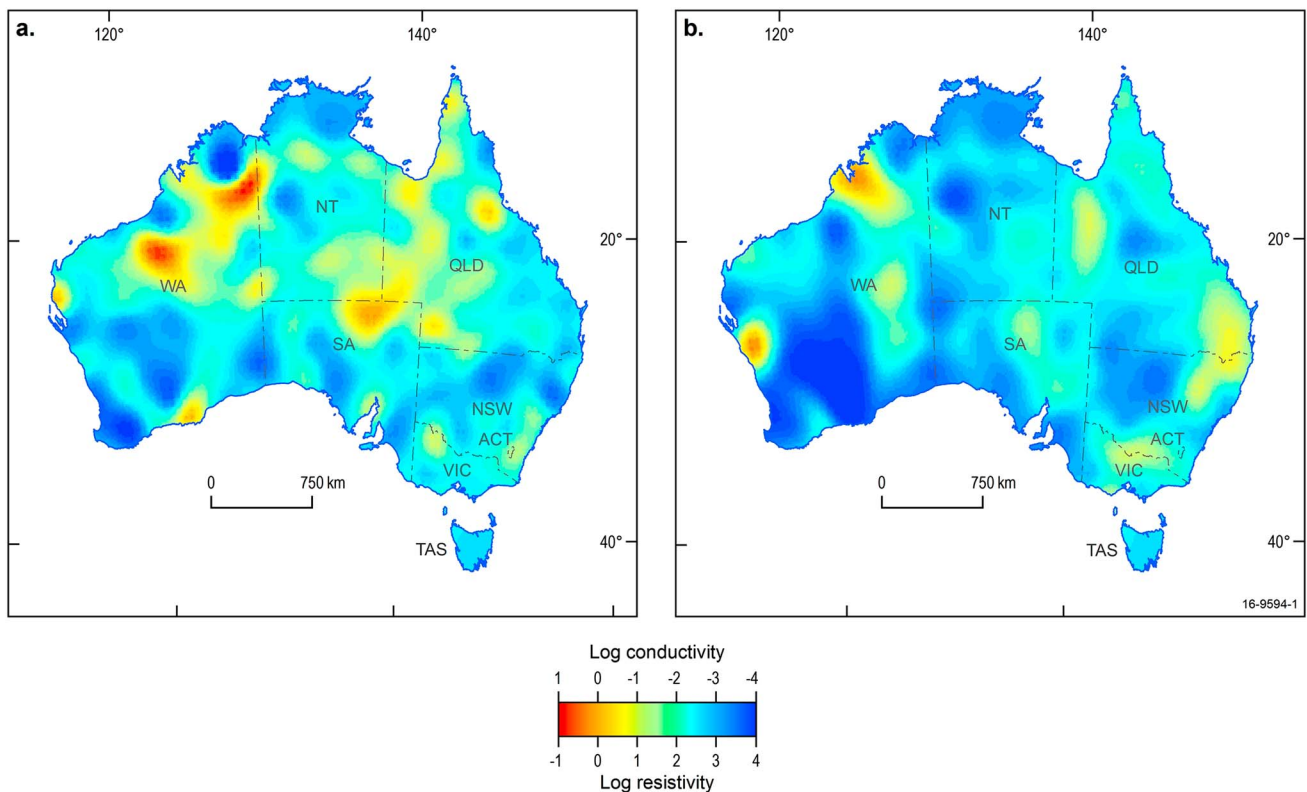 a.
120°
140°
20°
40°
NT
QLD
WA
SA
NSW
ACT
VIC
TAS
0 750 km
b.
120°
140°
20°
40°
NT
QLD
WA
SA
NSW
ACT
VIC
TAS
0 750 km
16-9594-1
Log conductivity
1 0 -1 -2 -3 -4
-1 0 1 2 3 4
Log resistivity